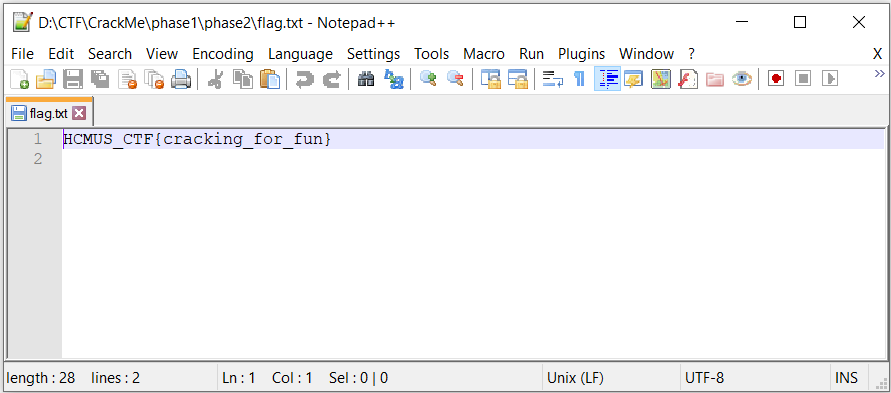 D:\CTF\CrackMe\phase1\phase2\flag.txt - Notepad++
File Edit Search View Encoding Language Settings Tools Macro Run Plugins Window ? X
flag.txt
1 HCMUS_CTF{cracking_for_fun}
2
length : 28 lines : 2 Ln : 1 Col : 1 Sel : 0 | 0 Unix (LF) UTF-8 INS